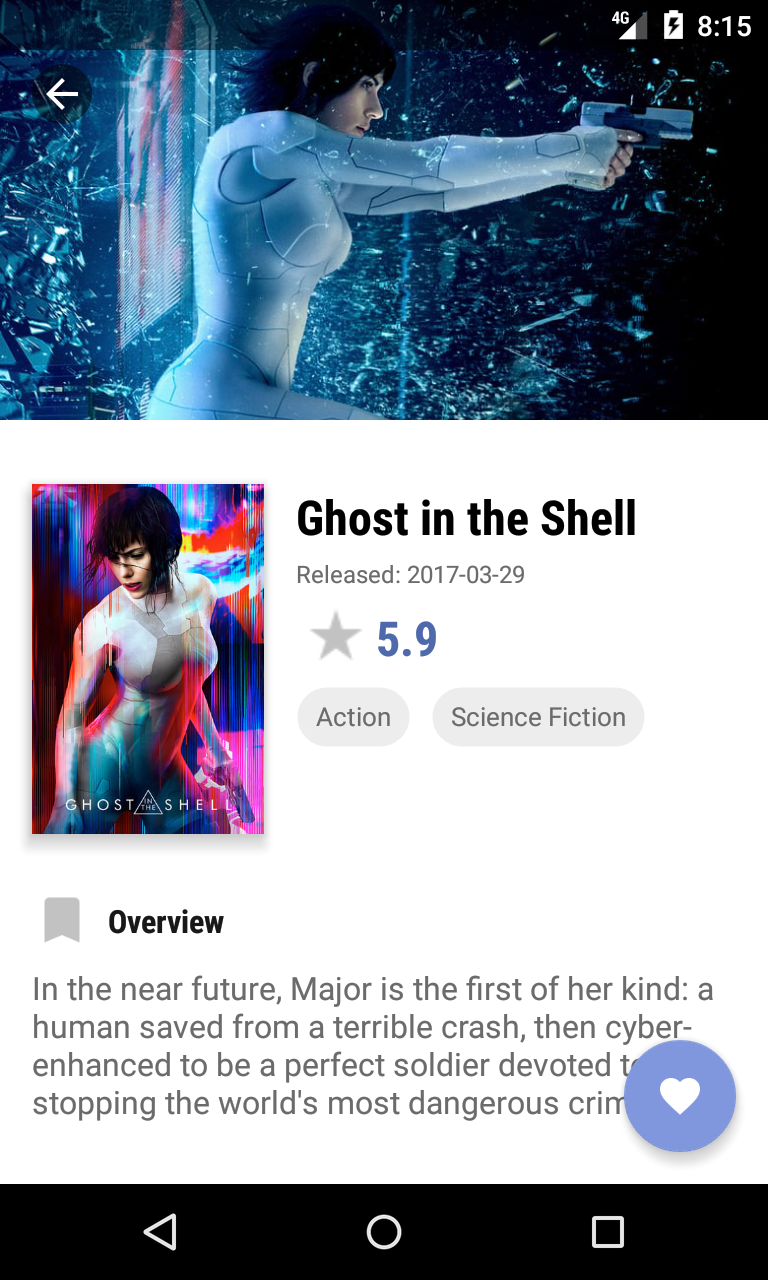 4G 8:15
Ghost in the Shell
Released: 2017-03-29
5.9
Action Science Fiction
GHOST IN THE SHELL
Overview
In the near future, Major is the first of her kind: a
human saved from a terrible crash, then cyber-
enhanced to be a perfect soldier devoted
stopping the world's most dangerous